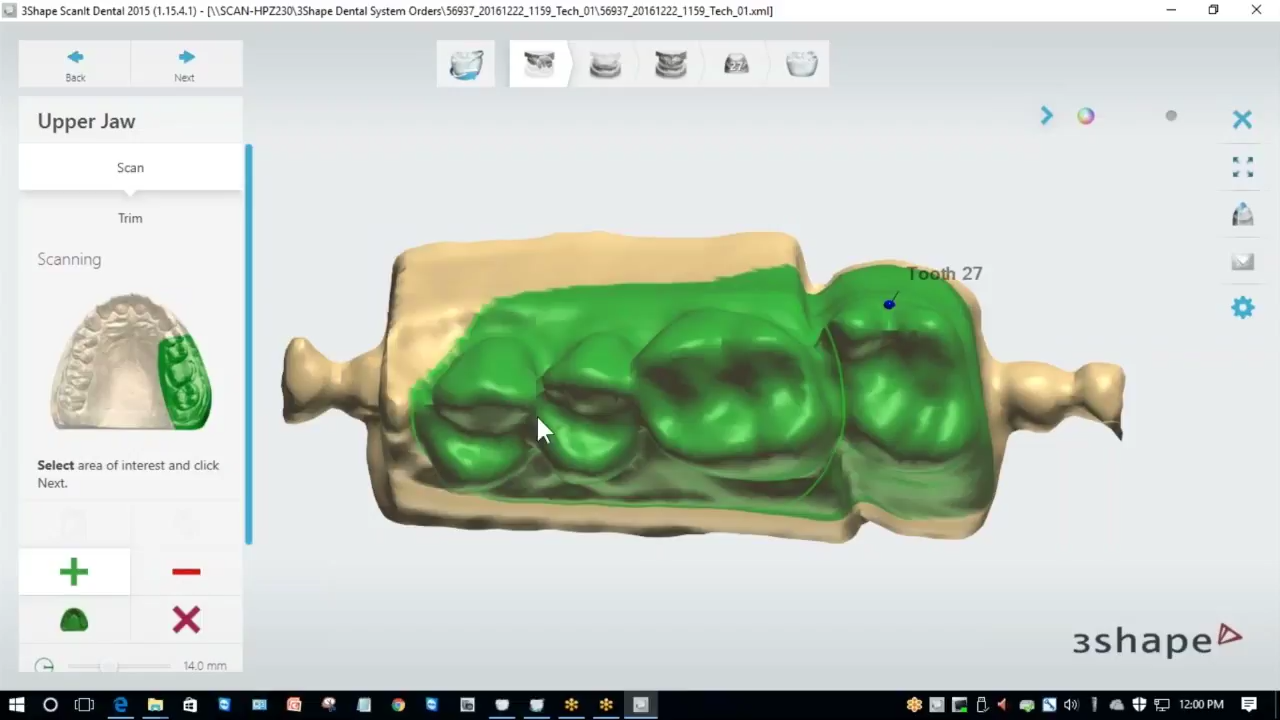 3Shape ScanIt Dental 2015 (1.15.4.1) - [\\SCAN-HPZ230\3Shape Dental System Orders\56937_20161222_1159_Tech_01\56937_20161222_1159_Tech_01.xml]
Back
Next
27
Upper Jaw
Scan
Trim
Scanning
Select area of interest and click
Next.
14.0 mm
Tooth 27
3shape
12:00 PM